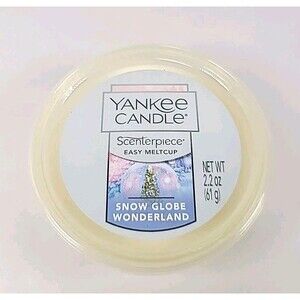 YANKEE
CANDLE®
Scenterpiece®
EASY MELTCUP
SNOW GLOBE
WONDERLAND
NET WT
2.2 oz
(61 g)